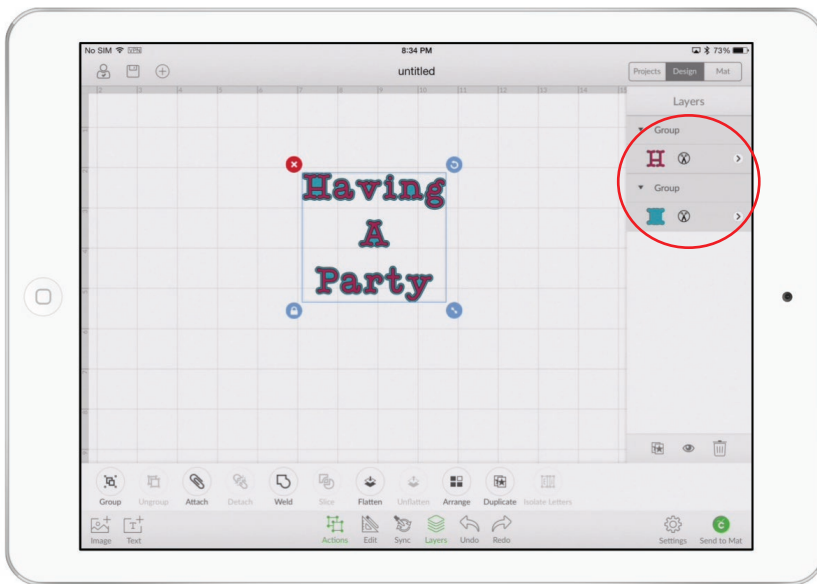 No SIM 8:34 PM 73%
untitled
Projects Design Mat
Layers
Group
H
Group
Having
A
Party
Group Ungroup Attach Detach Weld Slice Flatten Unflatten Arrange Duplicate Isolate Letters
Image Text Actions Edit Sync Layers Undo Redo Settings Send to Mat